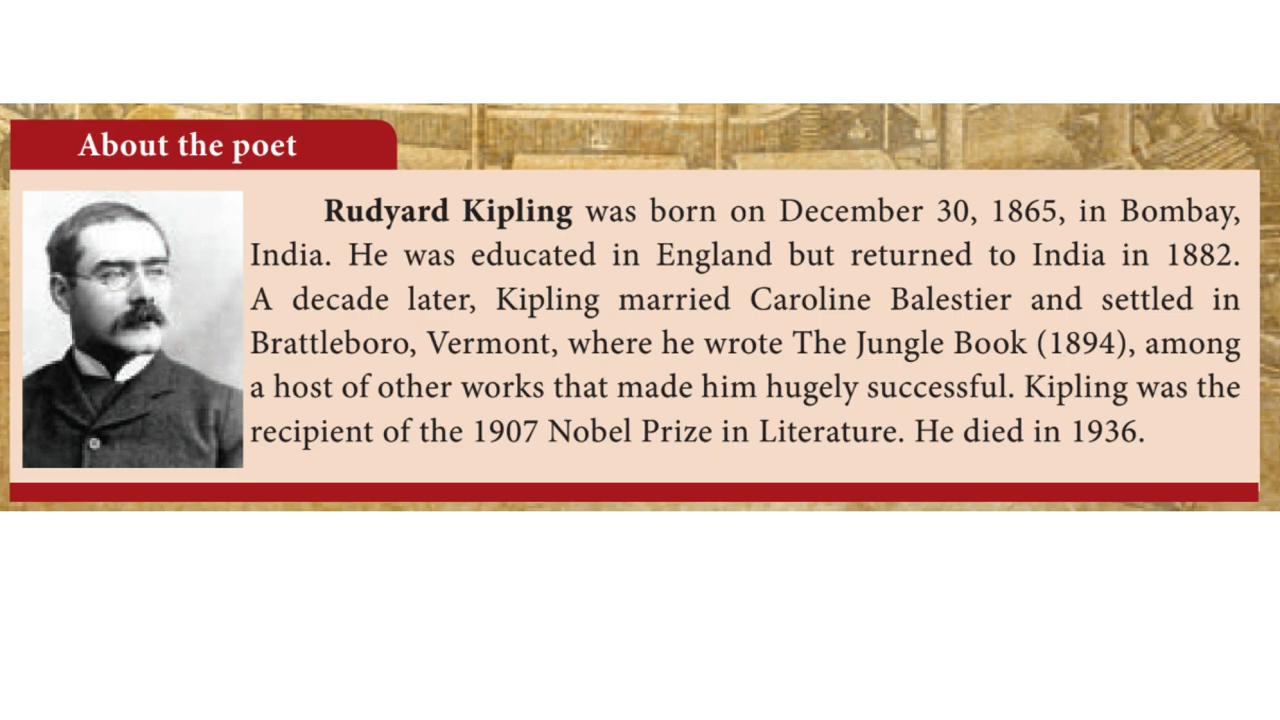 About the poet
Rudyard Kipling was born on December 30, 1865, in Bombay,
India. He was educated in England but returned to India in 1882.
A decade later, Kipling married Caroline Balestier and settled in
Brattleboro, Vermont, where he wrote The Jungle Book (1894), among
a host of other works that made him hugely successful. Kipling was the
recipient of the 1907 Nobel Prize in Literature. He died in 1936.